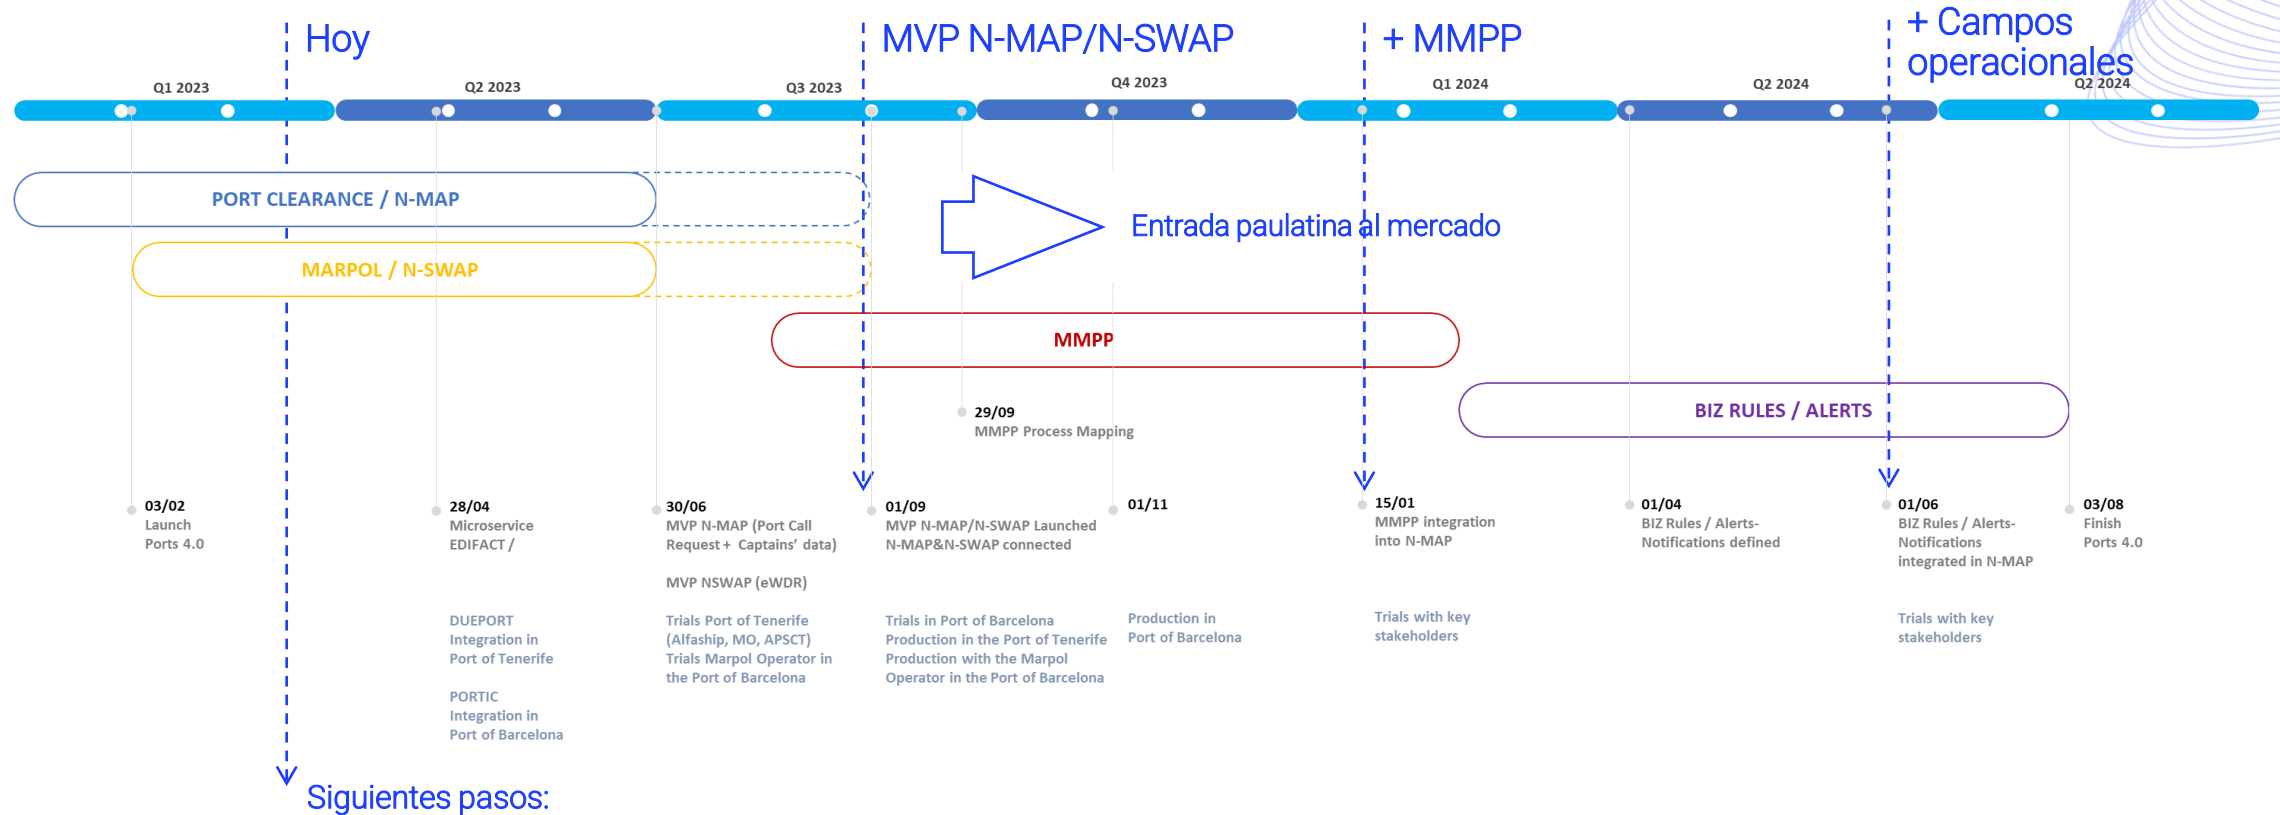 Hoy
MVP N-MAP/N-SWAP
+ MMPP
+ Campos
operacionales
Q1 2023
Q2 2023
Q3 2023
Q4 2023
Q1 2024
Q2 2024
Q2 2024
PORT CLEARANCE / N-MAP
Entrada paulatina al mercado
MARPOL / N-SWAP
MMPP
BIZ RULES / ALERTS
29/09
MMPP Process Mapping
03/02
Launch
Ports 4.0
28/04
Microservice
EDIFACT /
DUEPORT
Integration in
Port of Tenerife
PORTIC
Integration in
Port of Barcelona
30/06
MVP N-MAP (Port Call
Request + Captains’ data)
MVP NSWAP (eWDR)
Trials Port of Tenerife
(Alfaship, MO, APSCT)
Trials Marpol Operator in
the Port of Barcelona
01/09
MVP N-MAP/N-SWAP Launched
N-MAP&N-SWAP connected
Trials in Port of Barcelona
Production in the Port of Tenerife
Production with the Marpol
Operator in the Port of Barcelona
01/11
Production in
Port of Barcelona
15/01
MMPP integration
into N-MAP
Trials with key
stakeholders
01/04
BIZ Rules / Alerts-
Notifications defined
01/06
BIZ Rules / Alerts-
Notifications
integrated in N-MAP
Trials with key
stakeholders
03/08
Finish
Ports 4.0
Siguientes pasos: